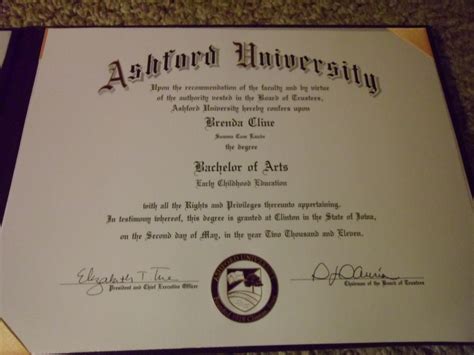 Ashford University
Upon the recommendation of the faculty and by virtue
of the authority vested in the Board of Trustees,
Ashford University hereby confers upon
Brenda Cline
Summa Cum Laude
the degree
Bachelor of Arts
Early Childhood Education
with all the Rights and Privileges thereunto appertaining.
In testimony whereof, this degree is granted at Clinton in the State of Iowa,
on the Second day of May, in the year Two Thousand and Eleven.
President and Chief Executive Officer
Chairman of the Board of Trustees
ASHFORD UNIVERSITY